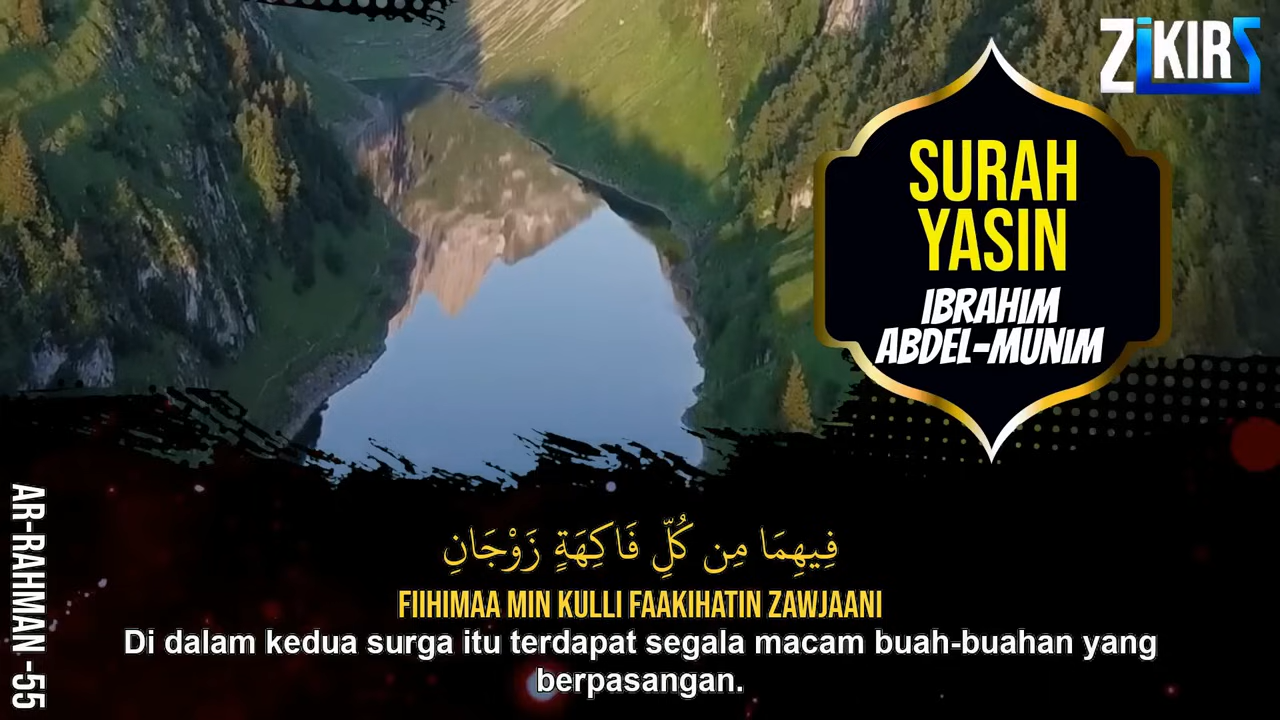 ZiKIRS
SURAH
YASIN
IBRAHIM
ABDEL-MUNIM
AR-RAHMAN -55
فِيهِمَا مِن كُلِّ فَاكِهَةٍ زَوْجَانِ
FIIHIMAA MIN KULLI FAAKIHATIN ZAWJAANI
Di dalam kedua surga itu terdapat segala macam buah-buahan yang
berpasangan.